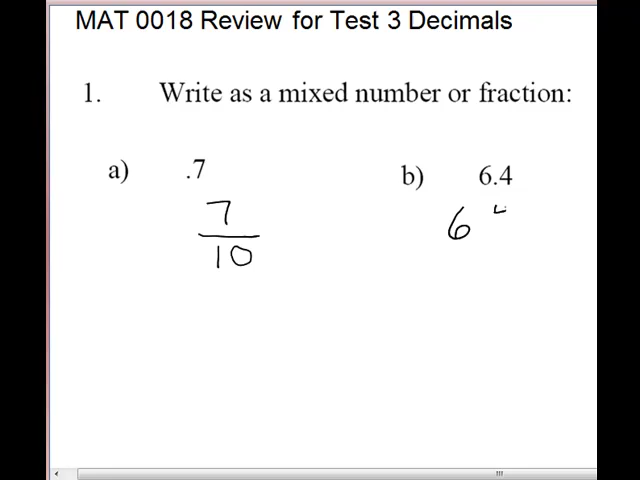 MAT 0018 Review for Test 3 Decimals
1. Write as a mixed number or fraction:
a) .7 b) 6.4
7
10
6